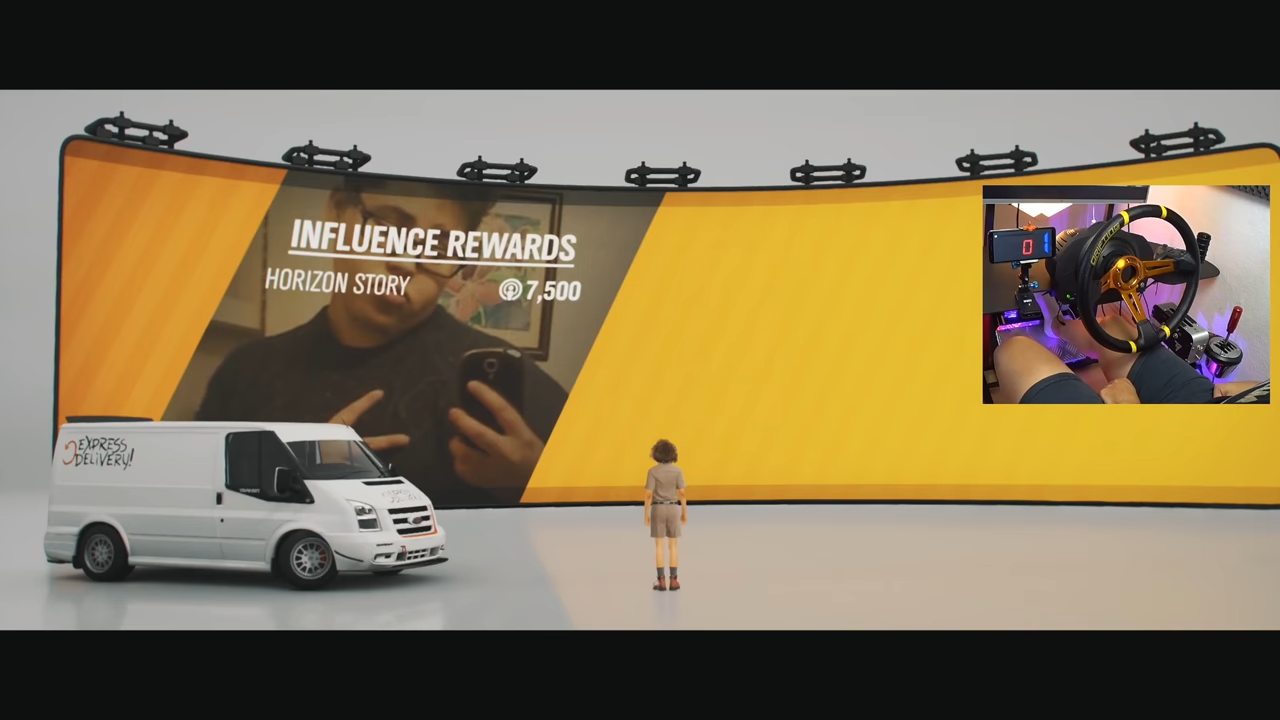 INFLUENCE REWARDS
HORIZON STORY
7,500
EXPRESS
DELIVERY!
0